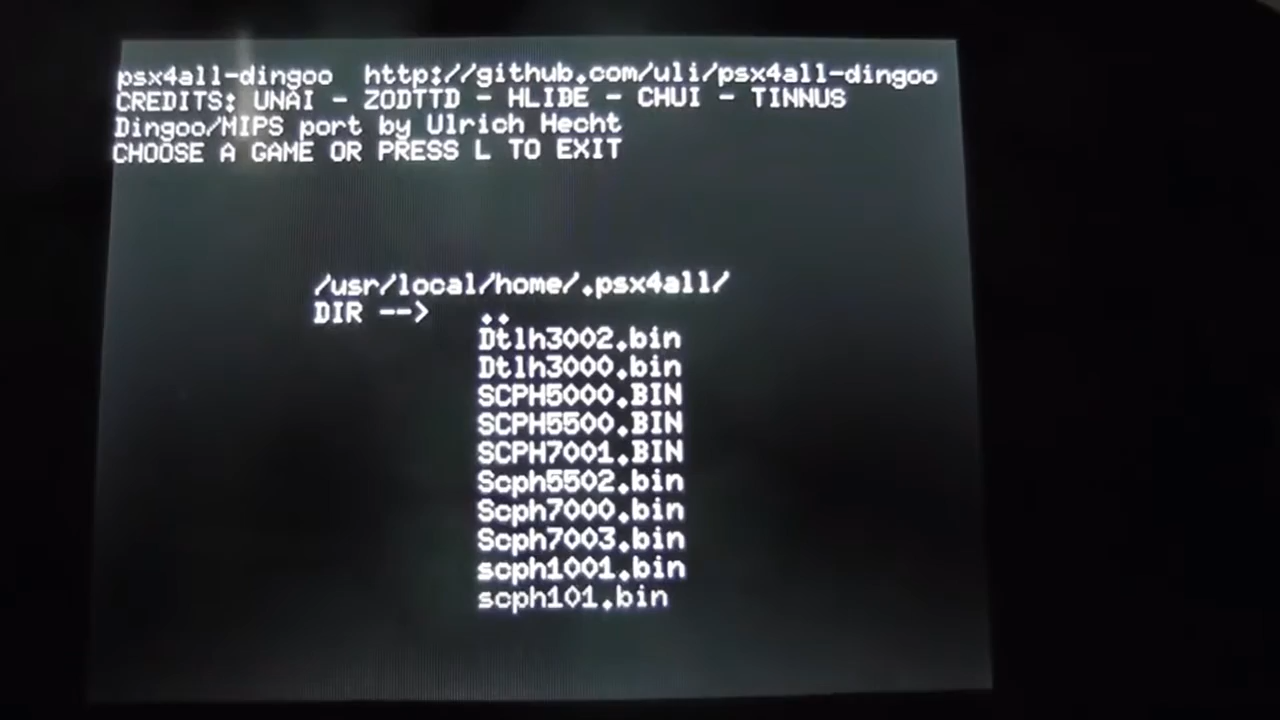 psx4all-dingoo http://github.com/uli/psx4all-dingoo
CREDITS: UNAI - ZODTTD - HLIDE - CHUI - TINNUS
Dingoo/MIPS port by Ulrich Hecht
CHOOSE A GAME OR PRESS L TO EXIT
/usr/local/home/.psx4all/
DIR --> ..
Dtlh3002.bin
Dtlh3000.bin
SCPH5000.BIN
SCPH5500.BIN
SCPH7001.BIN
Scph5502.bin
Scph7000.bin
Scph7003.bin
scph1001.bin
scph101.bin